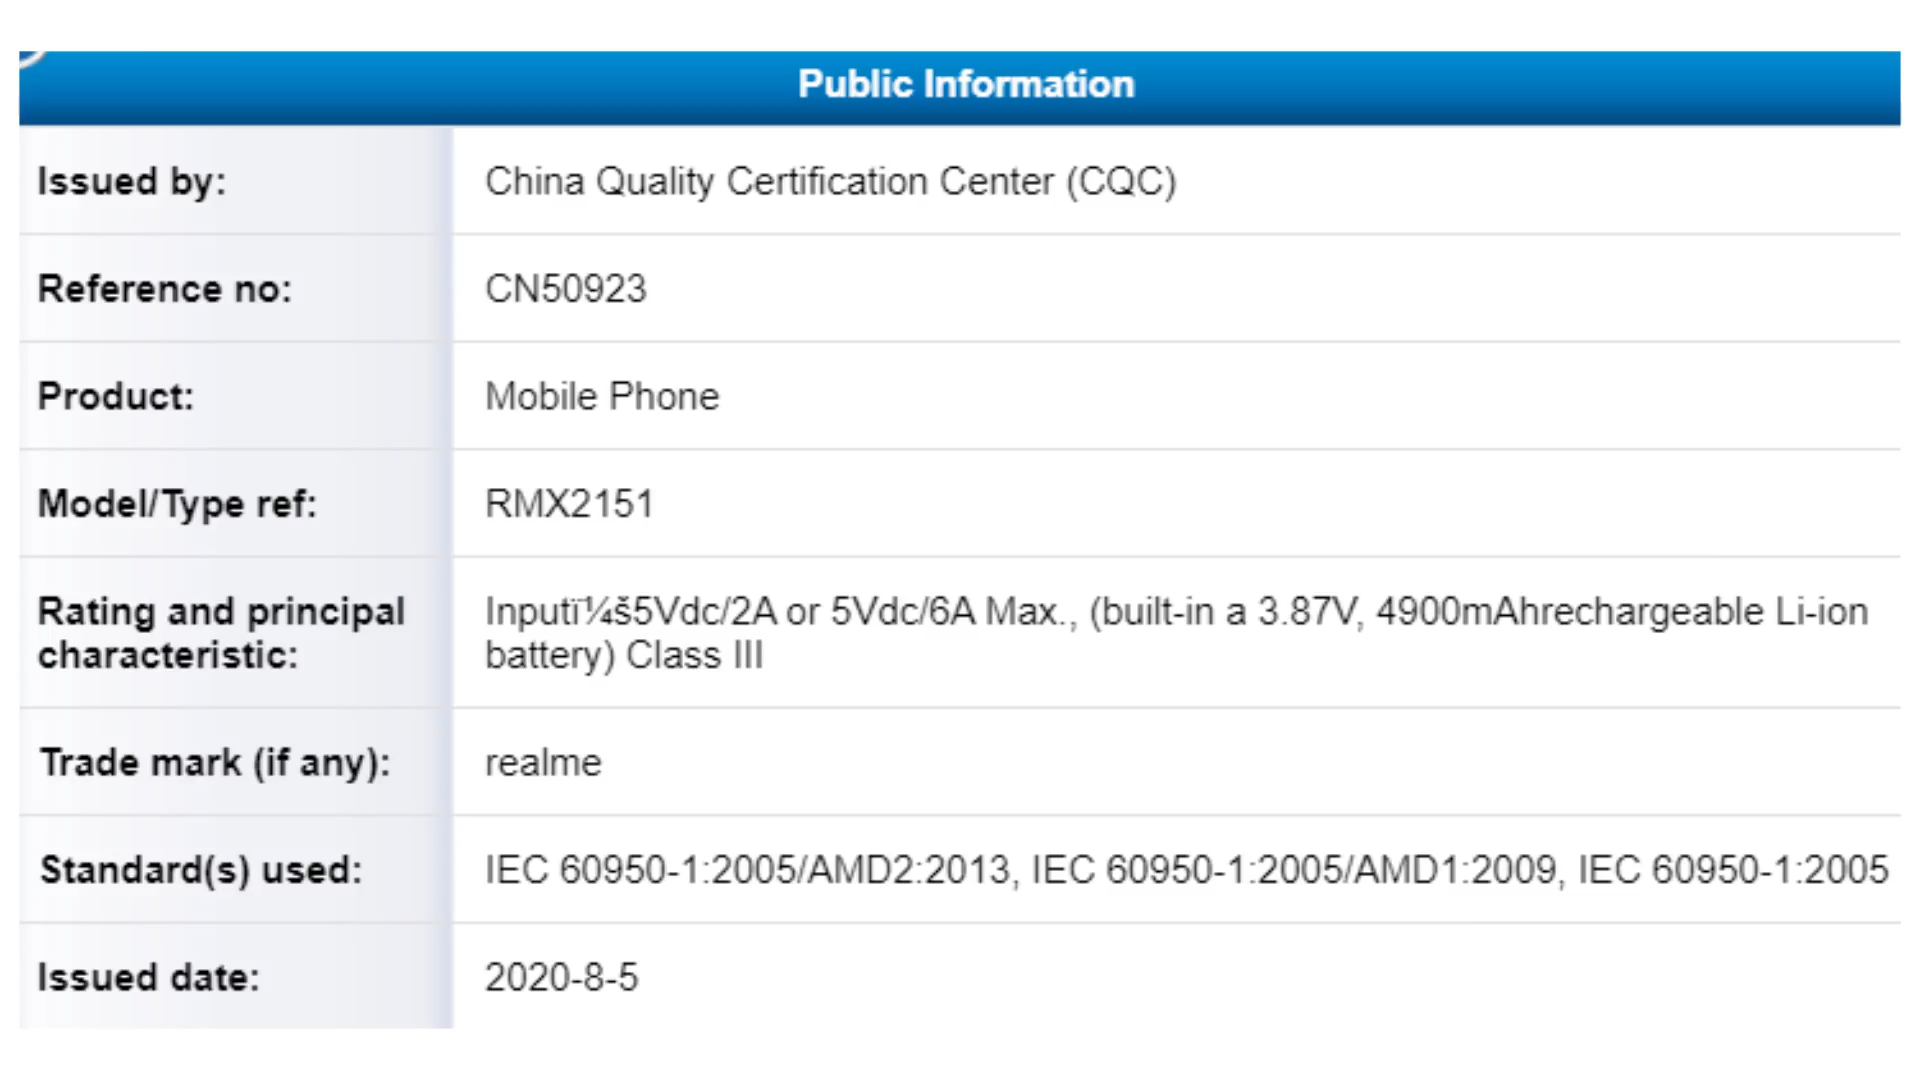 Public Information
Issued by: China Quality Certification Center (CQC)
Reference no: CN50923
Product: Mobile Phone
Model/Type ref: RMX2151
Rating and principal characteristic: Inputï¼š5Vdc/2A or 5Vdc/6A Max., (built-in a 3.87V, 4900mAhrechargeable Li-ion
battery) Class III
Trade mark (if any): realme
Standard(s) used: IEC 60950-1:2005/AMD2:2013, IEC 60950-1:2005/AMD1:2009, IEC 60950-1:2005
Issued date: 2020-8-5